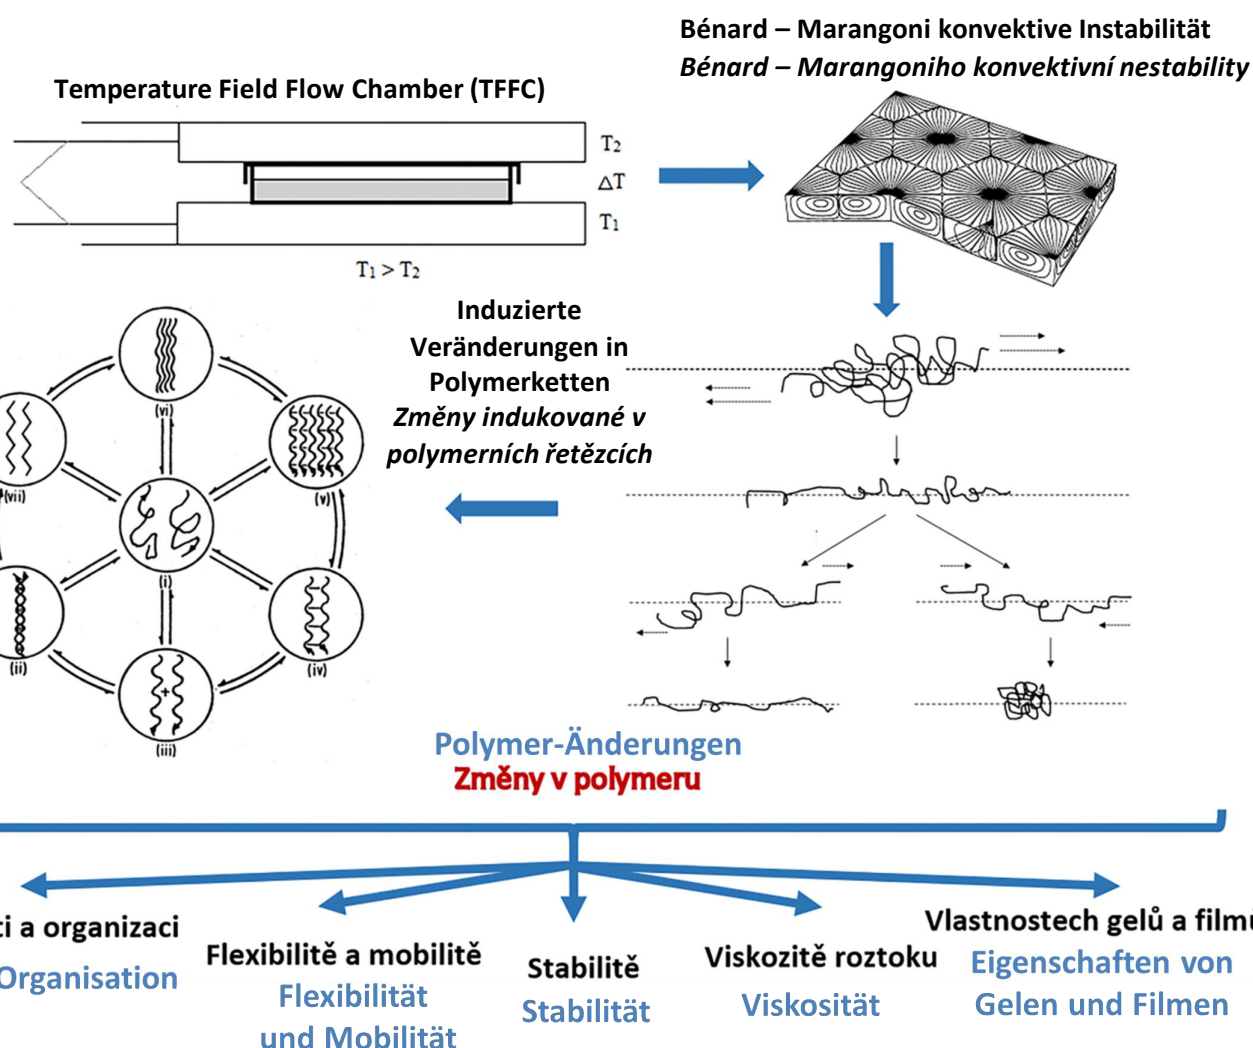 Bénard – Marangoni konvektive Instabilität
Bénard – Marangoniho konvektivní nestability
Temperature Field Flow Chamber (TFFC)
T2
△T
T1
T1 > T2
Induzierte
Veränderungen in
Polymerketten
Změny indukované v
polymerních řetězcích
(vi)
(vii)
(v)
(i)
(ii)
(iv)
+
(iii)
Polymer-Änderungen
Změny v polymeru
ti a organizaci
Organisation
Flexibilitě a mobilitě
Flexibilität
und Mobilität
Stabilitě
Stabilität
Viskozitě roztoku
Viskosität
Vlastnostech gelů a filmů
Eigenschaften von
Gelen und Filmen